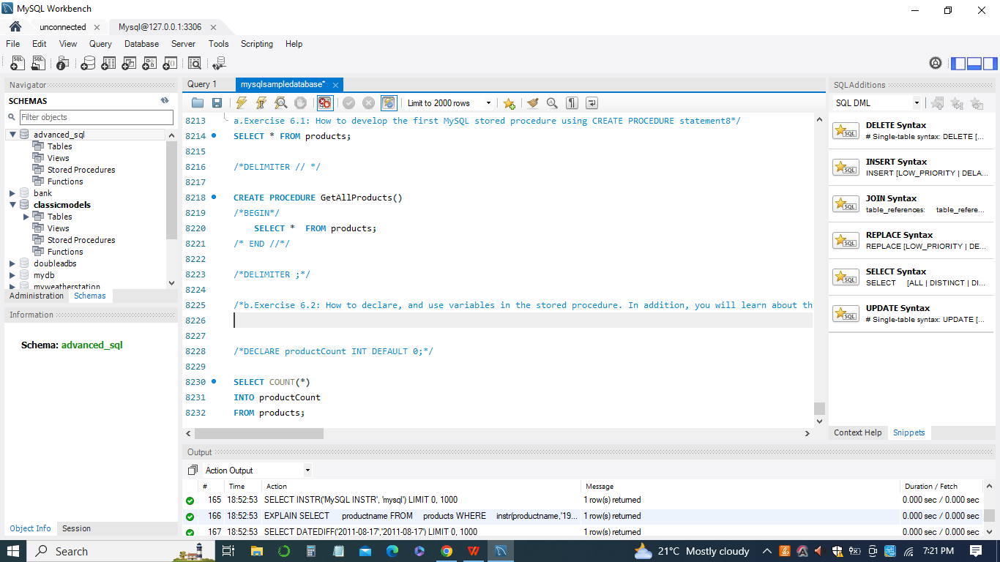 MySQL Workbench
unconnected
Mysql@127.0.0.1:3306
File Edit View Query Database Server Tools Scripting Help
Navigator
SCHEMAS
Filter objects
advanced_sql
Tables
Views
Stored Procedures
Functions
bank
classicmodels
Tables
Views
Stored Procedures
Functions
doubleadbs
mydb
myweatherstation
Administration Schemas
Information
Schema: advanced_sql
Object Info Session
Query 1
mysqlsampledatabase*
Limit to 2000 rows
8213 a.Exercise 6.1: How to develop the first MySQL stored procedure using CREATE PROCEDURE statement8*/
8214 SELECT * FROM products;
8215
8216 /*DELIMITER // */
8217
8218 CREATE PROCEDURE GetAllProducts()
8219 /*BEGIN*/
8220 SELECT * FROM products;
8221 /* END //*/
8222
8223 /*DELIMITER ;*/
8224
8225 /*b.Exercise 6.2: How to declare, and use variables in the stored procedure. In addition, you will learn about th
8226
8227
8228 /*DECLARE productCount INT DEFAULT 0;*/
8229
8230 SELECT COUNT(*)
8231 INTO productCount
8232 FROM products;
Output
Action Output
# Time Action Message Duration / Fetch
165 18:52:53 SELECT INSTR('MySQL INSTR', 'mysql') LIMIT 0, 1000 1 row(s) returned 0.000 sec / 0.000 sec
166 18:52:53 EXPLAIN SELECT productname FROM products WHERE instr(productname,'19... 1 row(s) returned 0.000 sec / 0.000 sec
167 18:52:53 SELECT DATEDIFF('2011-08-17','2011-08-17') LIMIT 0, 1000 1 row(s) returned 0.000 sec / 0.000 sec
SQLAdditions
SQL DML
DELETE Syntax
# Single-table syntax: DELETE [...
INSERT Syntax
INSERT [LOW_PRIORITY | DELA...
JOIN Syntax
table_references: table_refere...
REPLACE Syntax
REPLACE [LOW_PRIORITY | DE...
SELECT Syntax
SELECT [ALL | DISTINCT | DI...
UPDATE Syntax
# Single-table syntax: UPDATE [...
Context Help Snippets
Search
21°C Mostly cloudy
7:21 PM